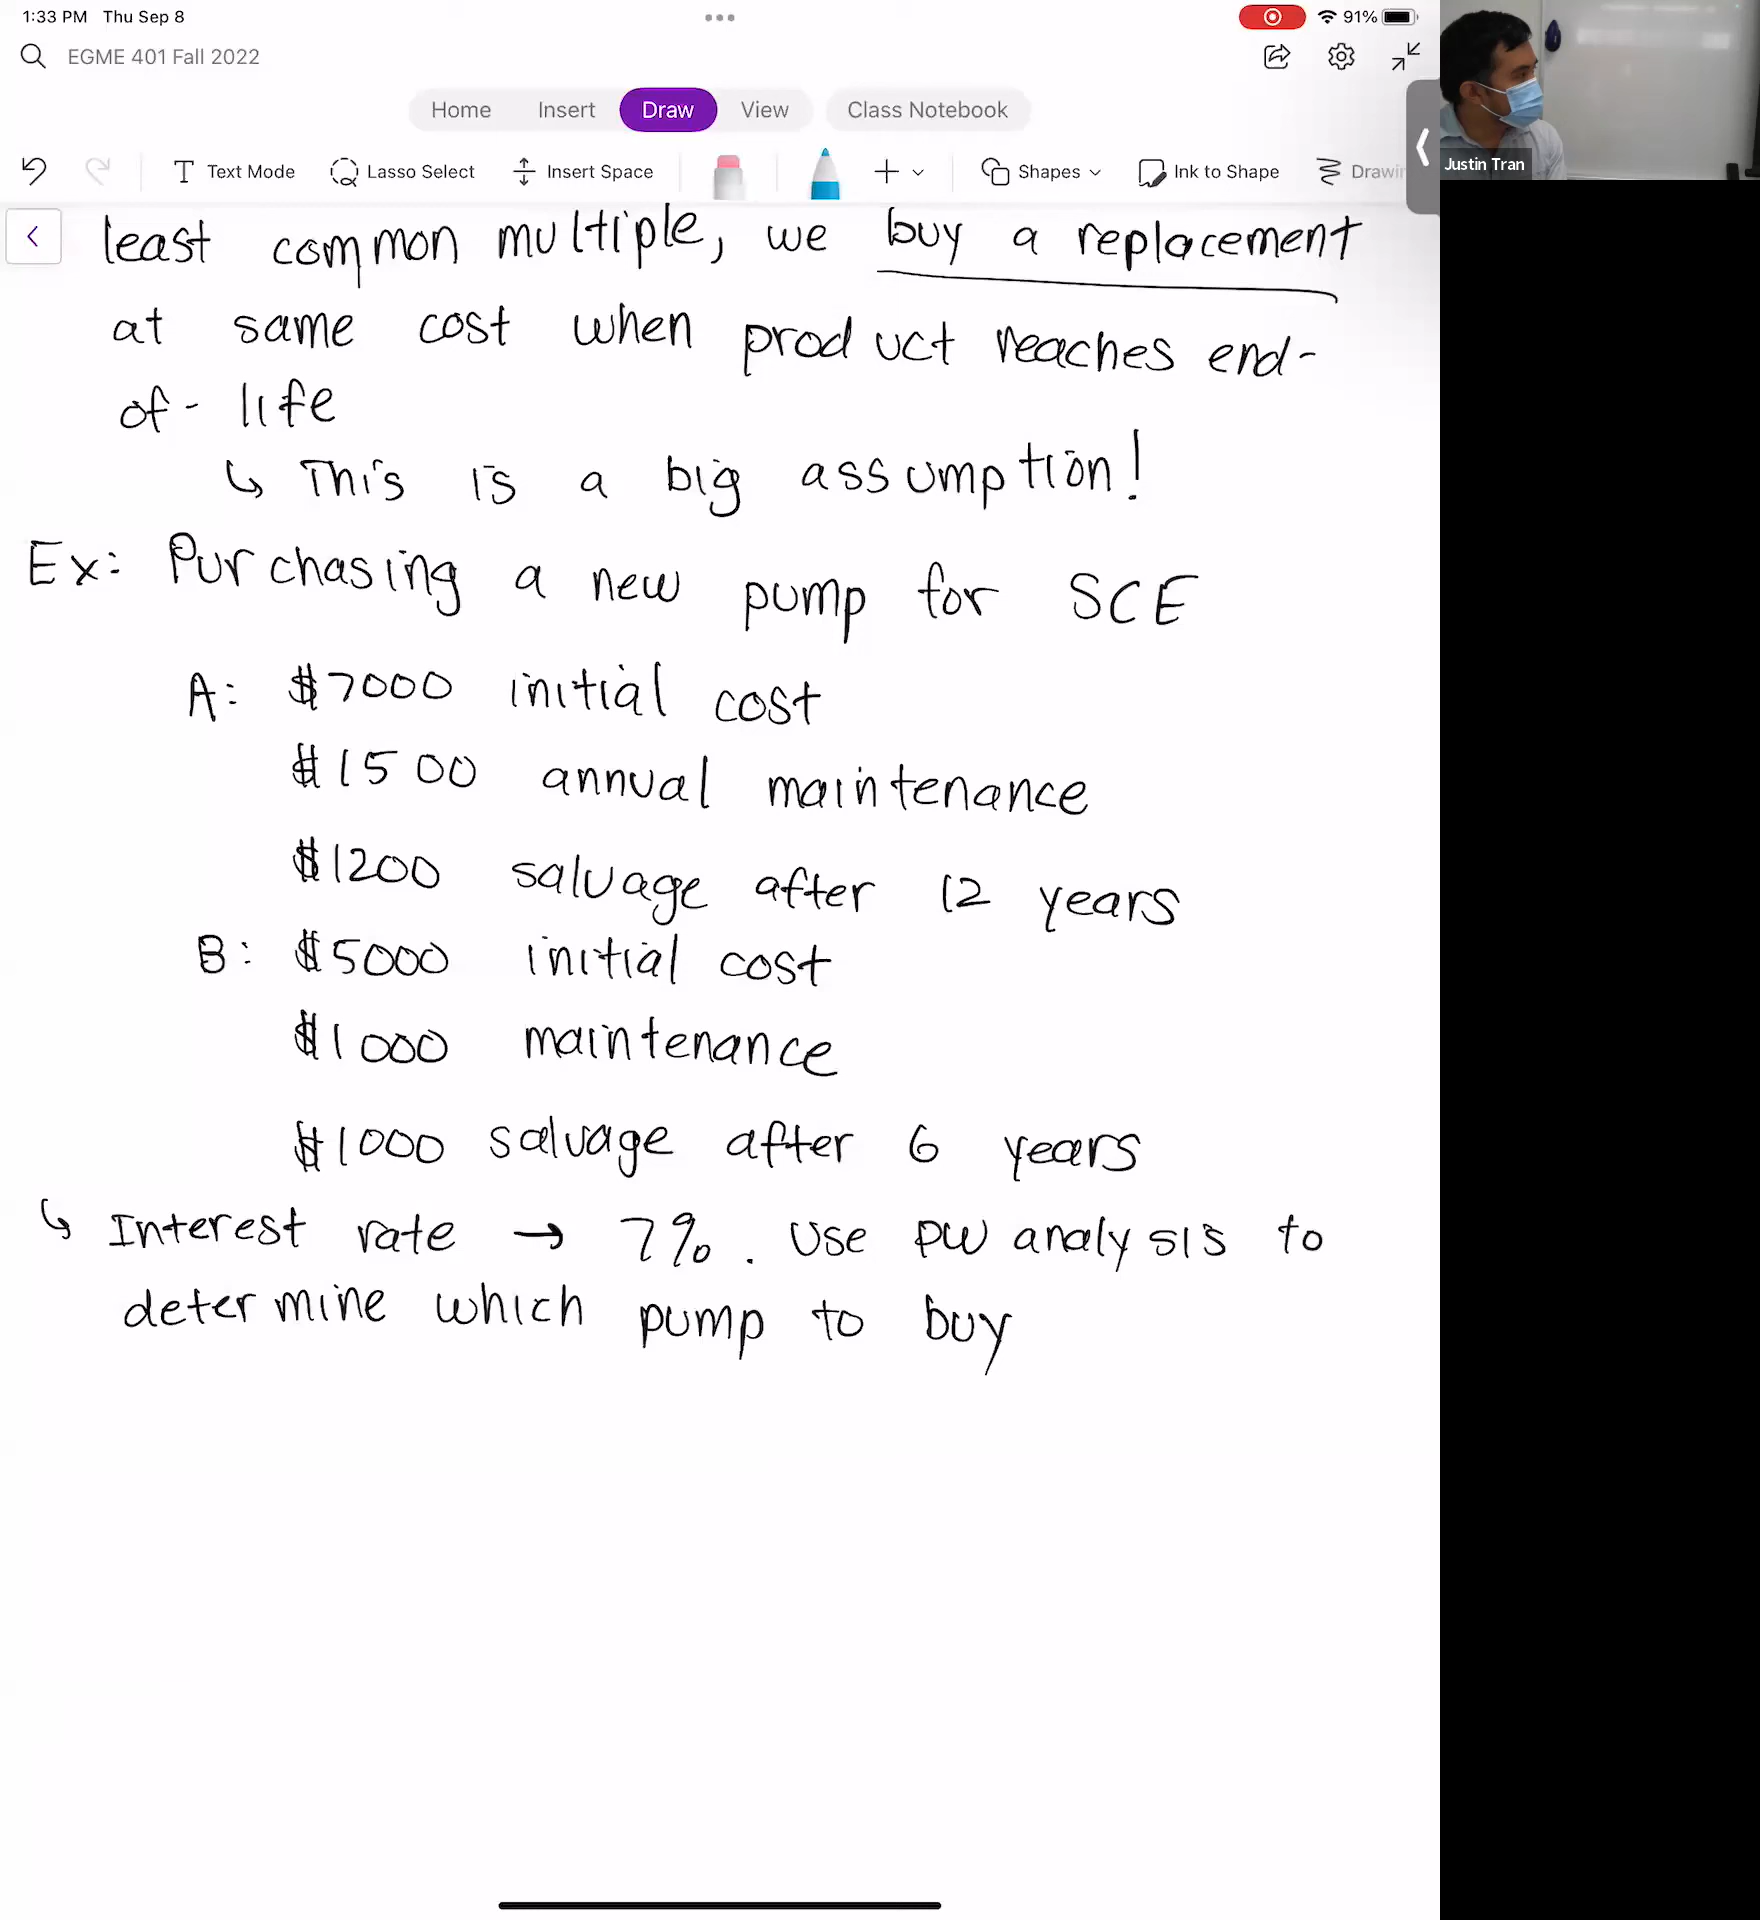 1:33 PM Thu Sep 8
91%
EGME 401 Fall 2022
Home Insert Draw View Class Notebook
Text Mode Lasso Select Insert Space Shapes Ink to Shape Drawi
Justin Tran
least common multiple, we buy a replacement
at same cost when product reaches end-
of-life
↳ This is a big assumption!
Ex: Purchasing a new pump for SCE
A: $7000 initial cost
$1500 annual maintenance
$1200 salvage after 12 years
B: $5000 initial cost
$1000 maintenance
$1000 salvage after 6 years
↳ Interest rate → 7%. Use PW analysis to
determine which pump to buy